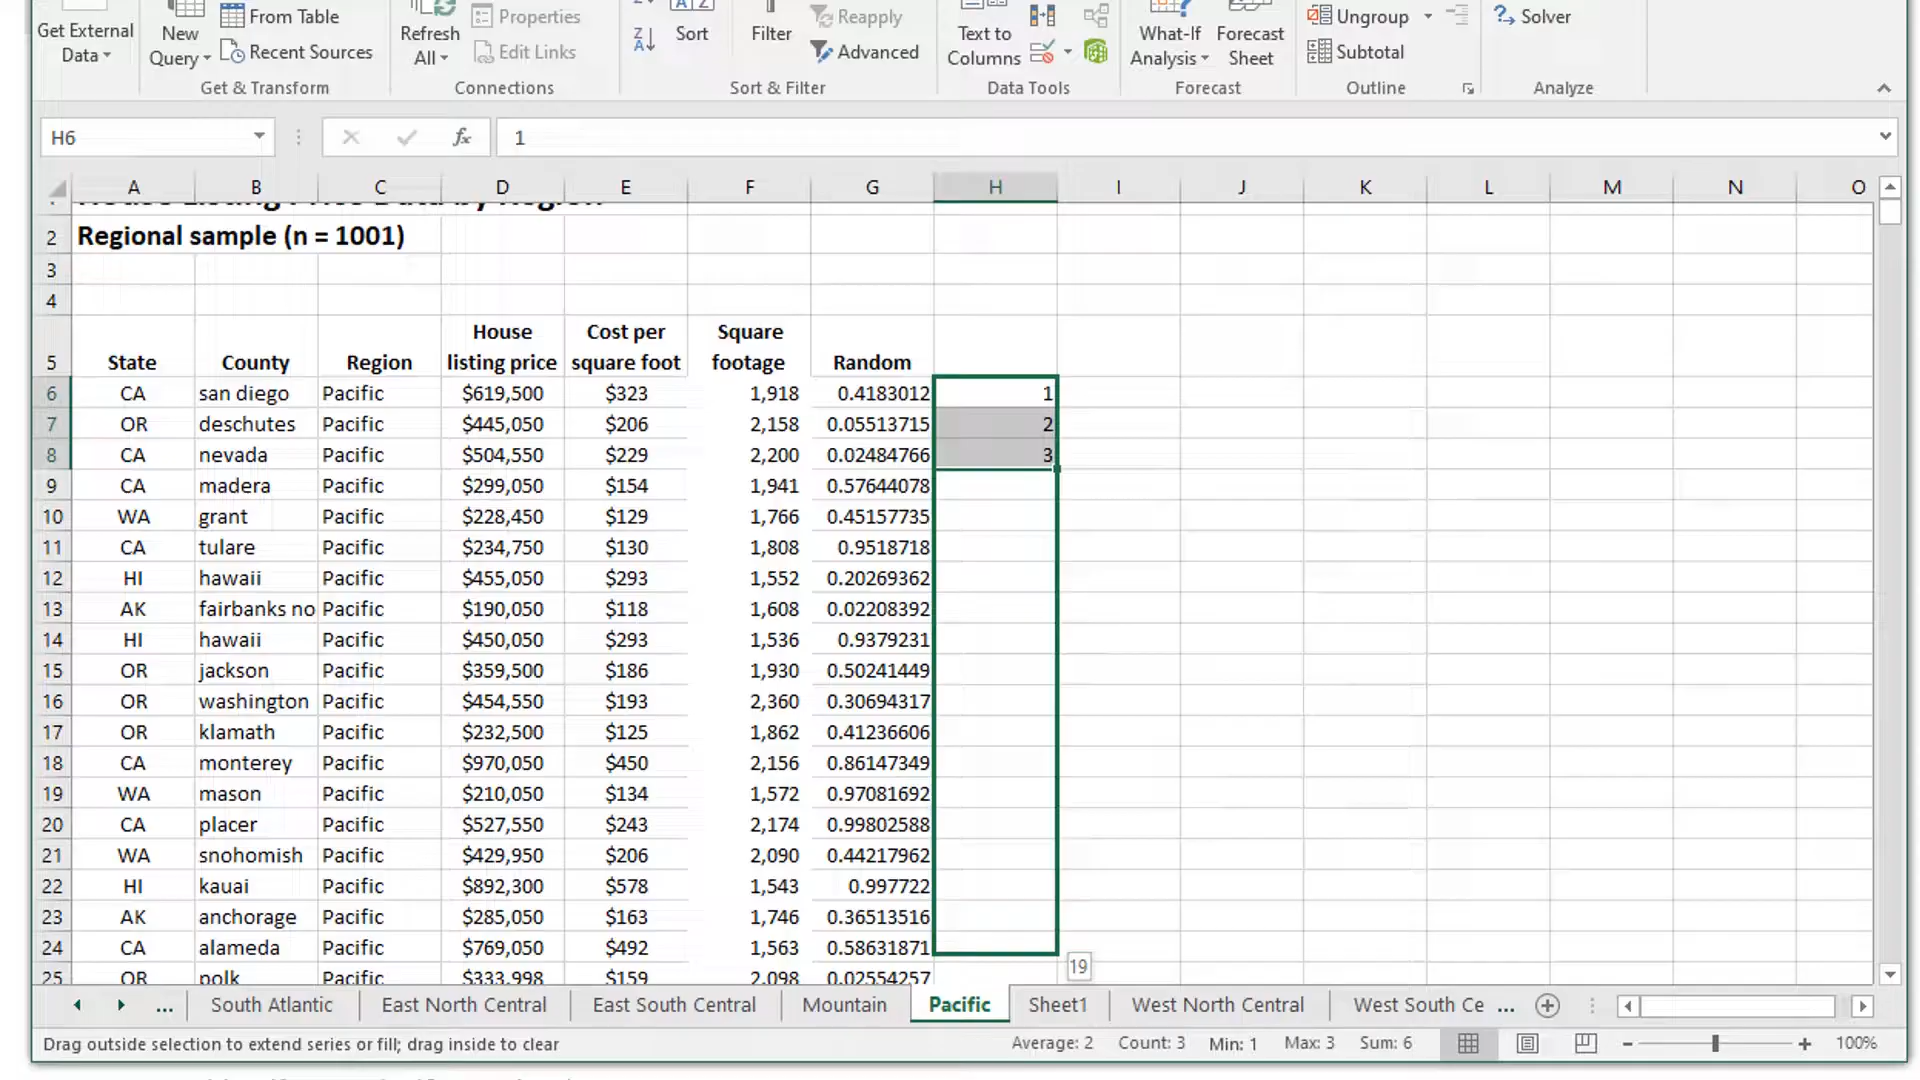 Get External
Data
New
Query
From Table
Recent Sources
Get & Transform
Refresh
All
Properties
Edit Links
Connections
Z
A
A Z
Sort
Filter
Reapply
Advanced
Sort & Filter
Text to
Columns
Data Tools
What-If
Analysis
Forecast
Sheet
Forecast
Ungroup
Subtotal
Outline
Solver
Analyze
H6
fx
1
A B C D E F G H I J K L M N O
House Listing Price Data by Region
2 Regional sample (n = 1001)
3
4
House Cost per Square
5 State County Region listing price square foot footage Random
6 CA san diego Pacific $619,500 $323 1,918 0.4183012 1
7 OR deschutes Pacific $445,050 $206 2,158 0.05513715 2
8 CA nevada Pacific $504,550 $229 2,200 0.02484766 3
9 CA madera Pacific $299,050 $154 1,941 0.57644078
10 WA grant Pacific $228,450 $129 1,766 0.45157735
11 CA tulare Pacific $234,750 $130 1,808 0.9518718
12 HI hawaii Pacific $455,050 $293 1,552 0.20269362
13 AK fairbanks no Pacific $190,050 $118 1,608 0.02208392
14 HI hawaii Pacific $450,050 $293 1,536 0.9379231
15 OR jackson Pacific $359,500 $186 1,930 0.50241449
16 OR washington Pacific $454,550 $193 2,360 0.30694317
17 OR klamath Pacific $232,500 $125 1,862 0.41236606
18 CA monterey Pacific $970,050 $450 2,156 0.86147349
19 WA mason Pacific $210,050 $134 1,572 0.97081692
20 CA placer Pacific $527,550 $243 2,174 0.99802588
21 WA snohomish Pacific $429,950 $206 2,090 0.44217962
22 HI kauai Pacific $892,300 $578 1,543 0.997722
23 AK anchorage Pacific $285,050 $163 1,746 0.36513516
24 CA alameda Pacific $769,050 $492 1,563 0.58631871
25 OR polk Pacific $333,998 $159 2,098 0.02554257
19
... South Atlantic East North Central East South Central Mountain Pacific Sheet1 West North Central West South Ce ...
Drag outside selection to extend series or fill; drag inside to clear Average: 2 Count: 3 Min: 1 Max: 3 Sum: 6 100%